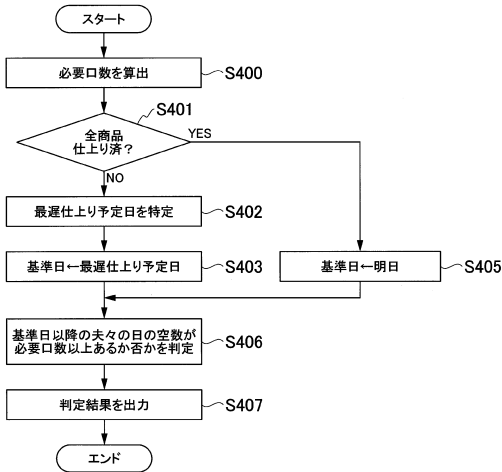 スタート
必要口数を算出
S400
S401
全商品
仕上り済?
YES
NO
最遅仕上り予定日を特定
S402
基準日←最遅仕上り予定日
S403
基準日←明日
S405
基準日以降の夫々の日の空数が
必要口数以上あるか否かを判定
S406
判定結果を出力
S407
エンド